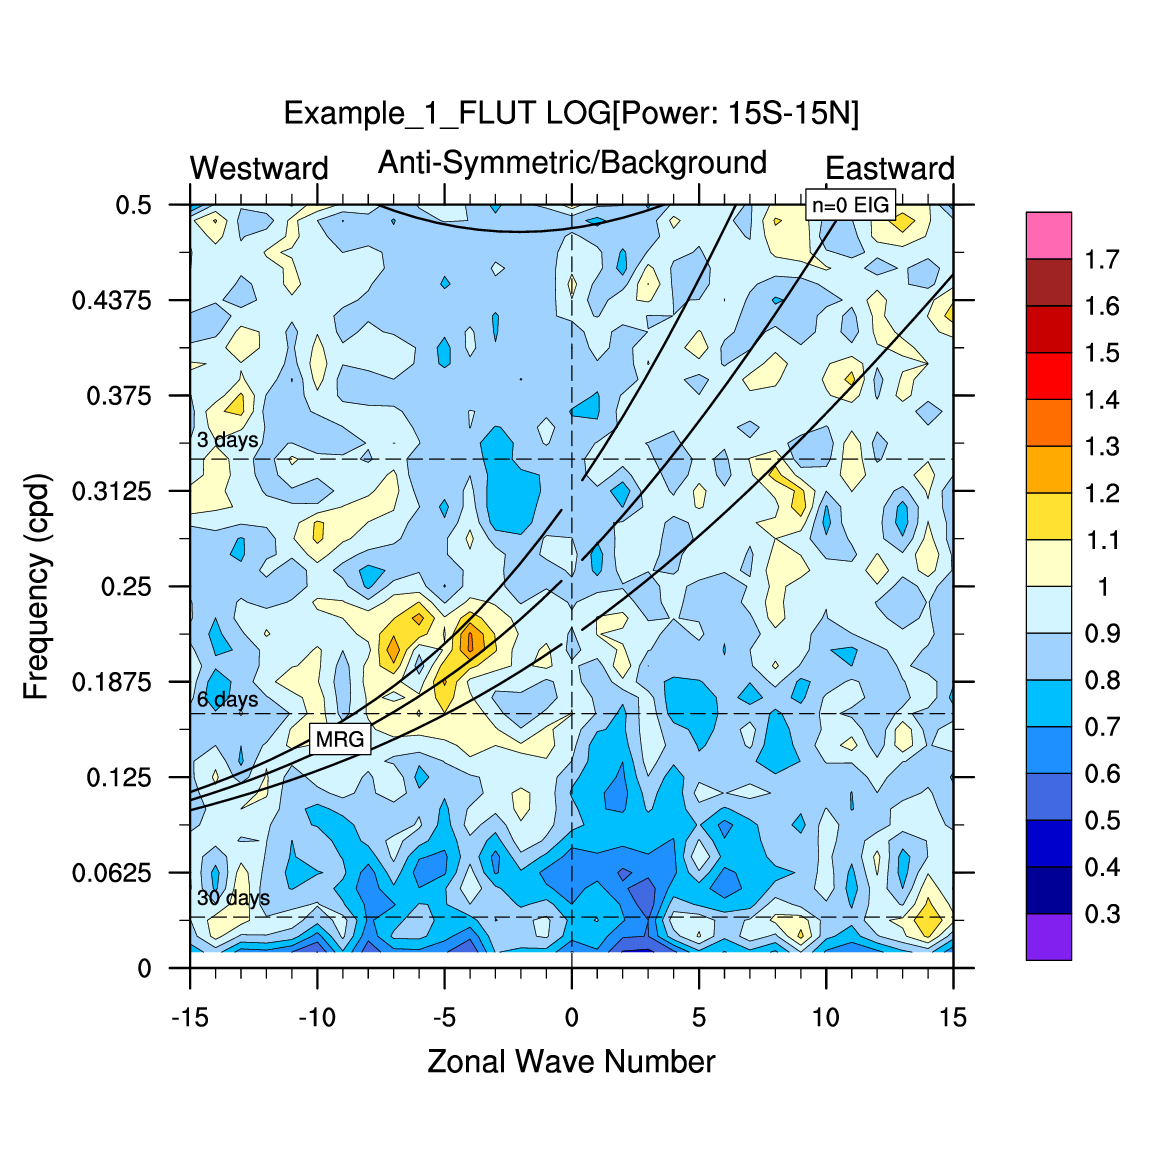 Example_1_FLUT LOG[Power: 15S-15N]
Westward Anti-Symmetric/Background Eastward
n=0 EIG
0.5
0.4375
0.375
0.3125
0.25
0.1875
0.125
0.0625
0
Frequency (cpd)
3 days
6 days
MRG
30 days
-15 -10 -5 0 5 10 15
Zonal Wave Number
1.7
1.6
1.5
1.4
1.3
1.2
1.1
1
0.9
0.8
0.7
0.6
0.5
0.4
0.3